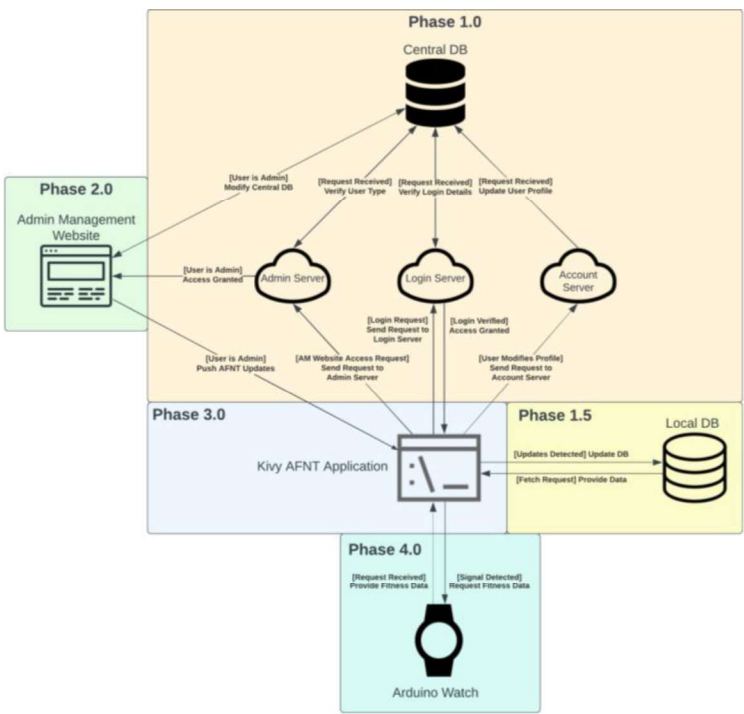 Phase 1.0
Central DB
[User is Admin]
Modify Central DB
[Request Received]
Verify User Type
[Request Received]
Verify Login Details
[Request Recieved]
Update User Profile
Phase 2.0
Admin Management
Website
[User is Admin]
Access Granted
Admin Server
Login Server
Account
Server
[Login Request]
Send Request to
Login Server
[Login Verified]
Access Granted
[User is Admin]
Push AFNT Updates
[AM Website Access Request]
Send Request to
Admin Server
[User Modifies Profile]
Send Request to
Account Server
Phase 3.0
Kivy AFNT Application
:\_
Phase 1.5
Local DB
[Updates Detected] Update DB
[Fetch Request] Provide Data
Phase 4.0
[Request Received]
Provide Fitness Data
[Signal Detected]
Request Fitness Data
Arduino Watch